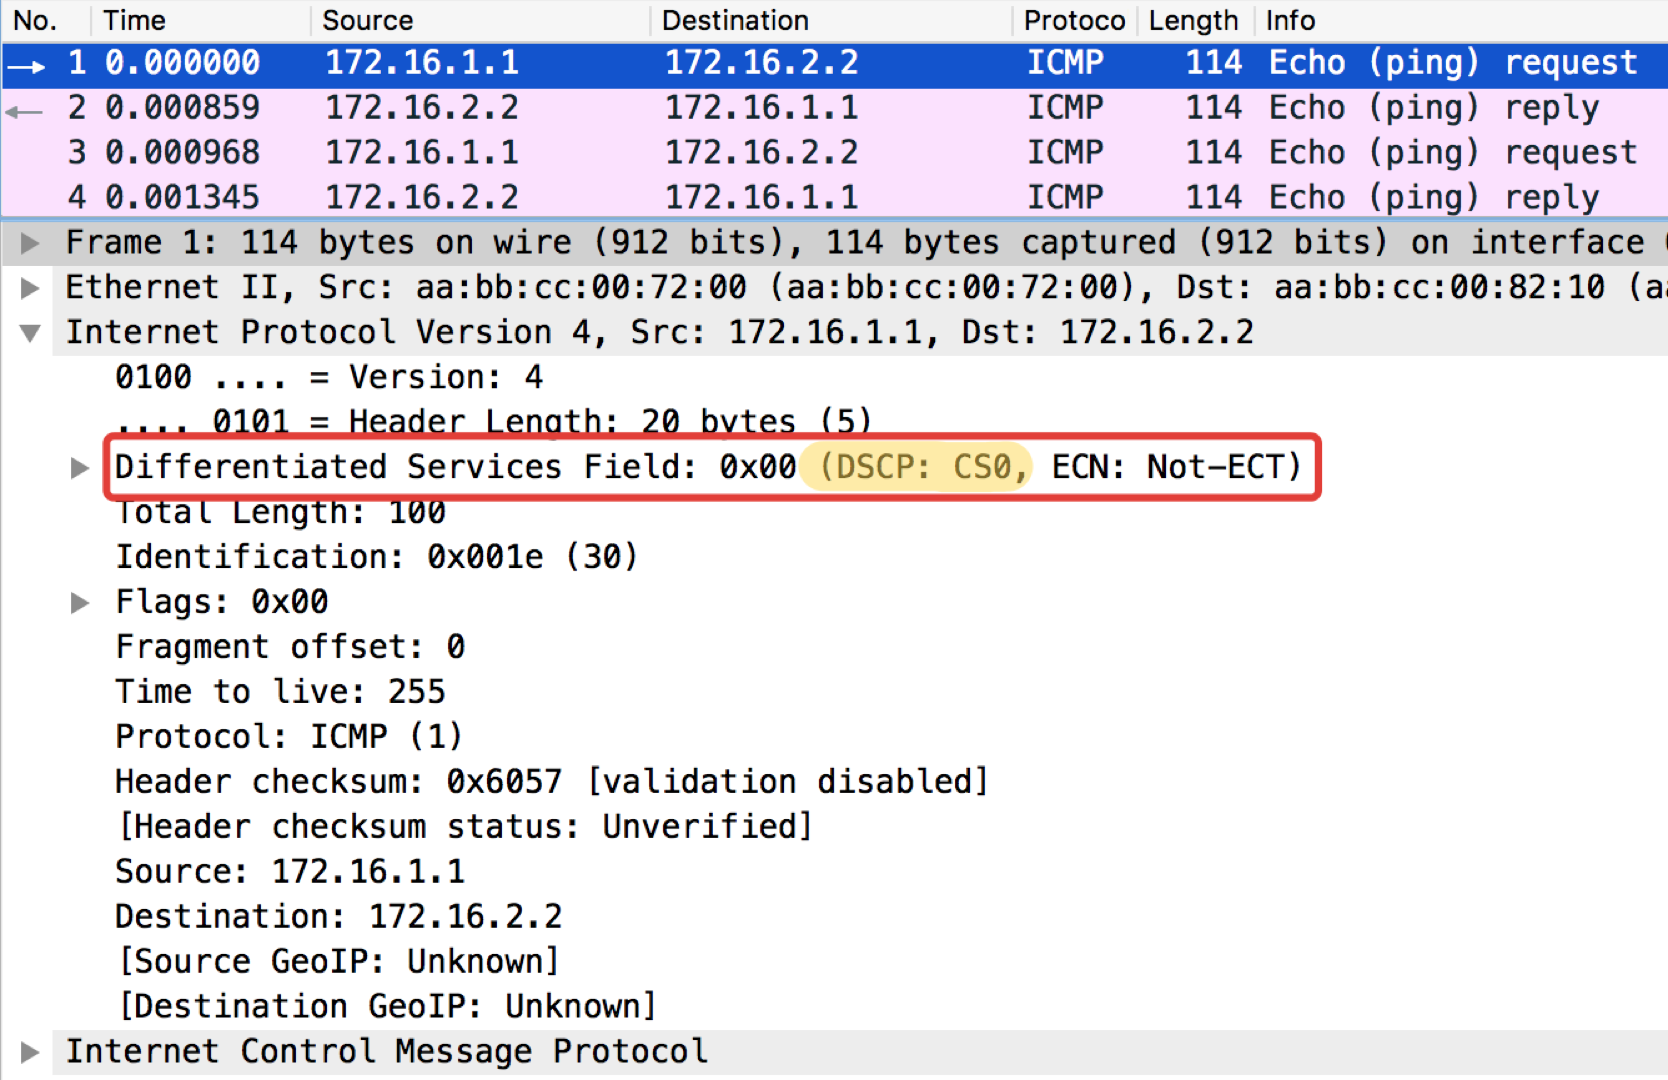 No. Time Source Destination Protoco Length Info
1 0.000000 172.16.1.1 172.16.2.2 ICMP 114 Echo (ping) request
2 0.000859 172.16.2.2 172.16.1.1 ICMP 114 Echo (ping) reply
3 0.000968 172.16.1.1 172.16.2.2 ICMP 114 Echo (ping) request
4 0.001345 172.16.2.2 172.16.1.1 ICMP 114 Echo (ping) reply
Frame 1: 114 bytes on wire (912 bits), 114 bytes captured (912 bits) on interface
Ethernet II, Src: aa:bb:cc:00:72:00 (aa:bb:cc:00:72:00), Dst: aa:bb:cc:00:82:10 (aa
Internet Protocol Version 4, Src: 172.16.1.1, Dst: 172.16.2.2
0100 .... = Version: 4
.... 0101 = Header Length: 20 bytes (5)
Differentiated Services Field: 0x00 (DSCP: CS0, ECN: Not-ECT)
Total Length: 100
Identification: 0x001e (30)
Flags: 0x00
Fragment offset: 0
Time to live: 255
Protocol: ICMP (1)
Header checksum: 0x6057 [validation disabled]
[Header checksum status: Unverified]
Source: 172.16.1.1
Destination: 172.16.2.2
[Source GeoIP: Unknown]
[Destination GeoIP: Unknown]
Internet Control Message Protocol